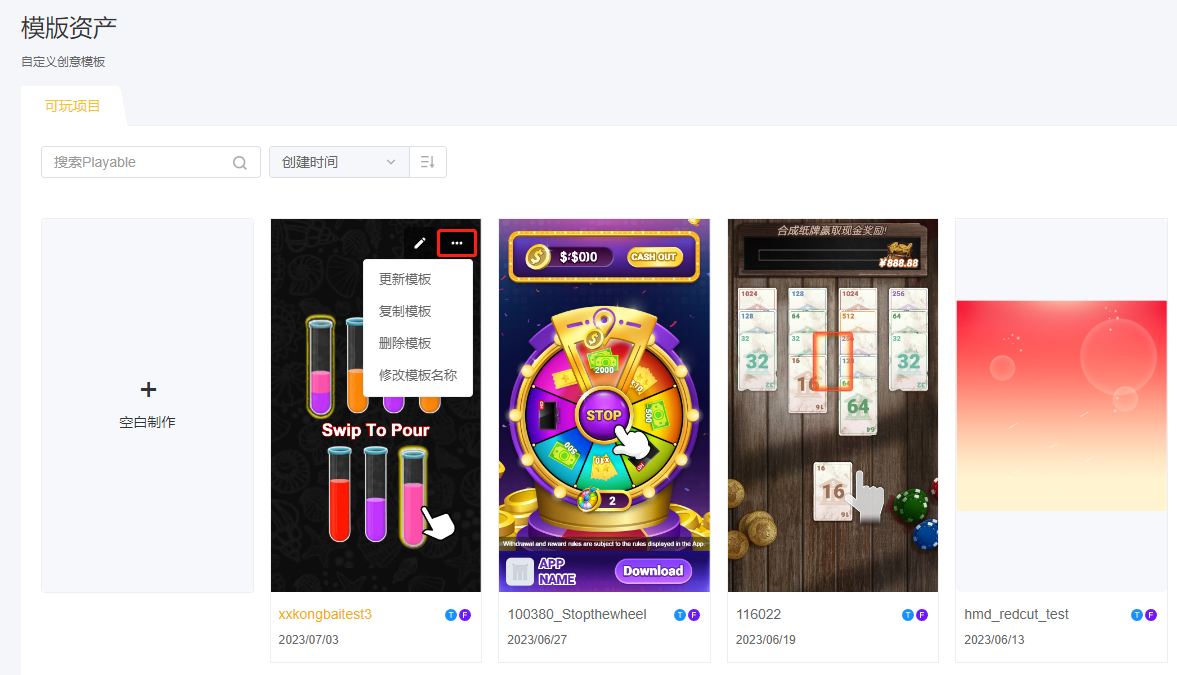 模版资产
自定义创意模板
可玩项目
搜索Playable
创建时间
空白制作
更新模板
复制模板
删除模板
修改模板名称
Swip To Pour
CASH OUT
2000
500
STOP
2
Withdrawal and reward rules are subject to the rules displayed in the App.
APP
NAME
Download
合成纸牌赢取现金奖励!
¥888.88
1024
128
1024
256
128
64
512
64
32
32
32
32
16
64
16
16
xxkongbaitest3
T F
2023/07/03
100380_Stopthewheel
T F
2023/06/27
116022
T F
2023/06/19
hmd_redcut_test
T F
2023/06/13